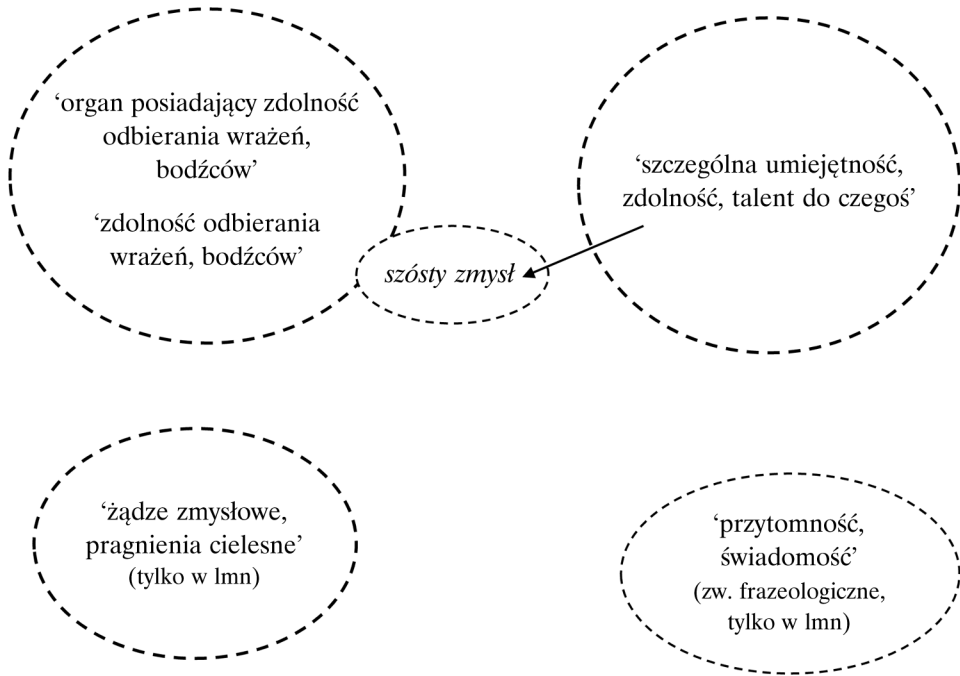 ‘organ posiadający zdolność
odbierania wrażeń,
bodźców’
‘zdolność odbierania
wrażeń, bodźców’
‘szczególna umiejętność,
zdolność, talent do czegoś’
szósty zmysł
‘żądze zmysłowe,
pragnienia cielesne’
(tylko w lmn)
‘przytomność,
świadomość’
(zw. frazeologiczne,
tylko w lmn)